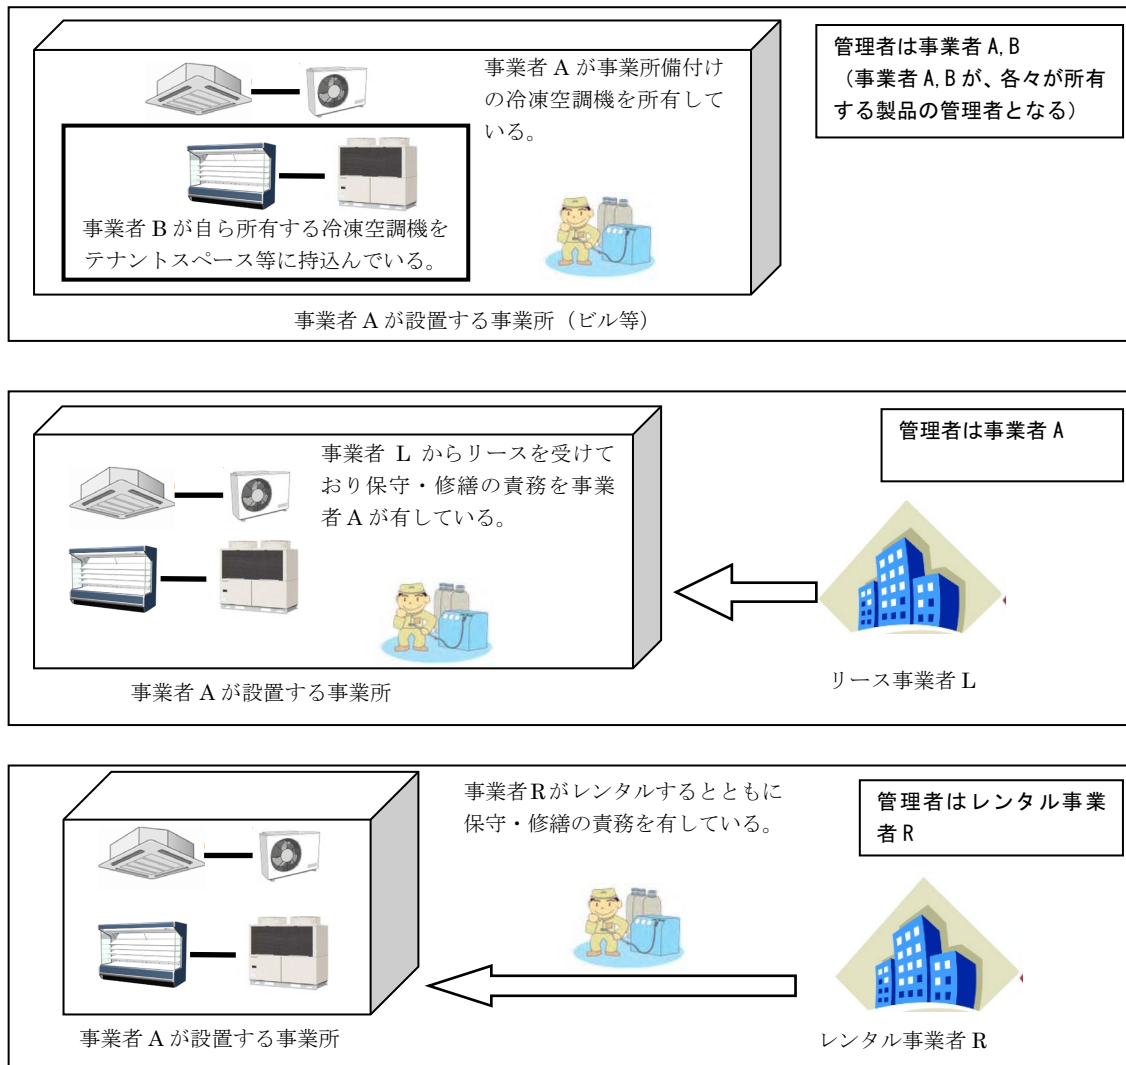 事業者 A が事業所備付け
の冷凍空調機を所有して
いる。
管理者は事業者 A, B
（事業者 A, B が、各々が所有
する製品の管理者となる）
事業者 B が自ら所有する冷凍空調機を
テナントスペース等に持込んでいる。
事業者 A が設置する事業所（ビル等）
事業者 L からリースを受けて
おり保守・修繕の責務を事業
者 A が有している。
管理者は事業者 A
事業者 A が設置する事業所
リース事業者 L
事業者 R がレンタルするとともに
保守・修繕の責務を有している。
管理者はレンタル事業
者 R
事業者 A が設置する事業所
レンタル事業者 R